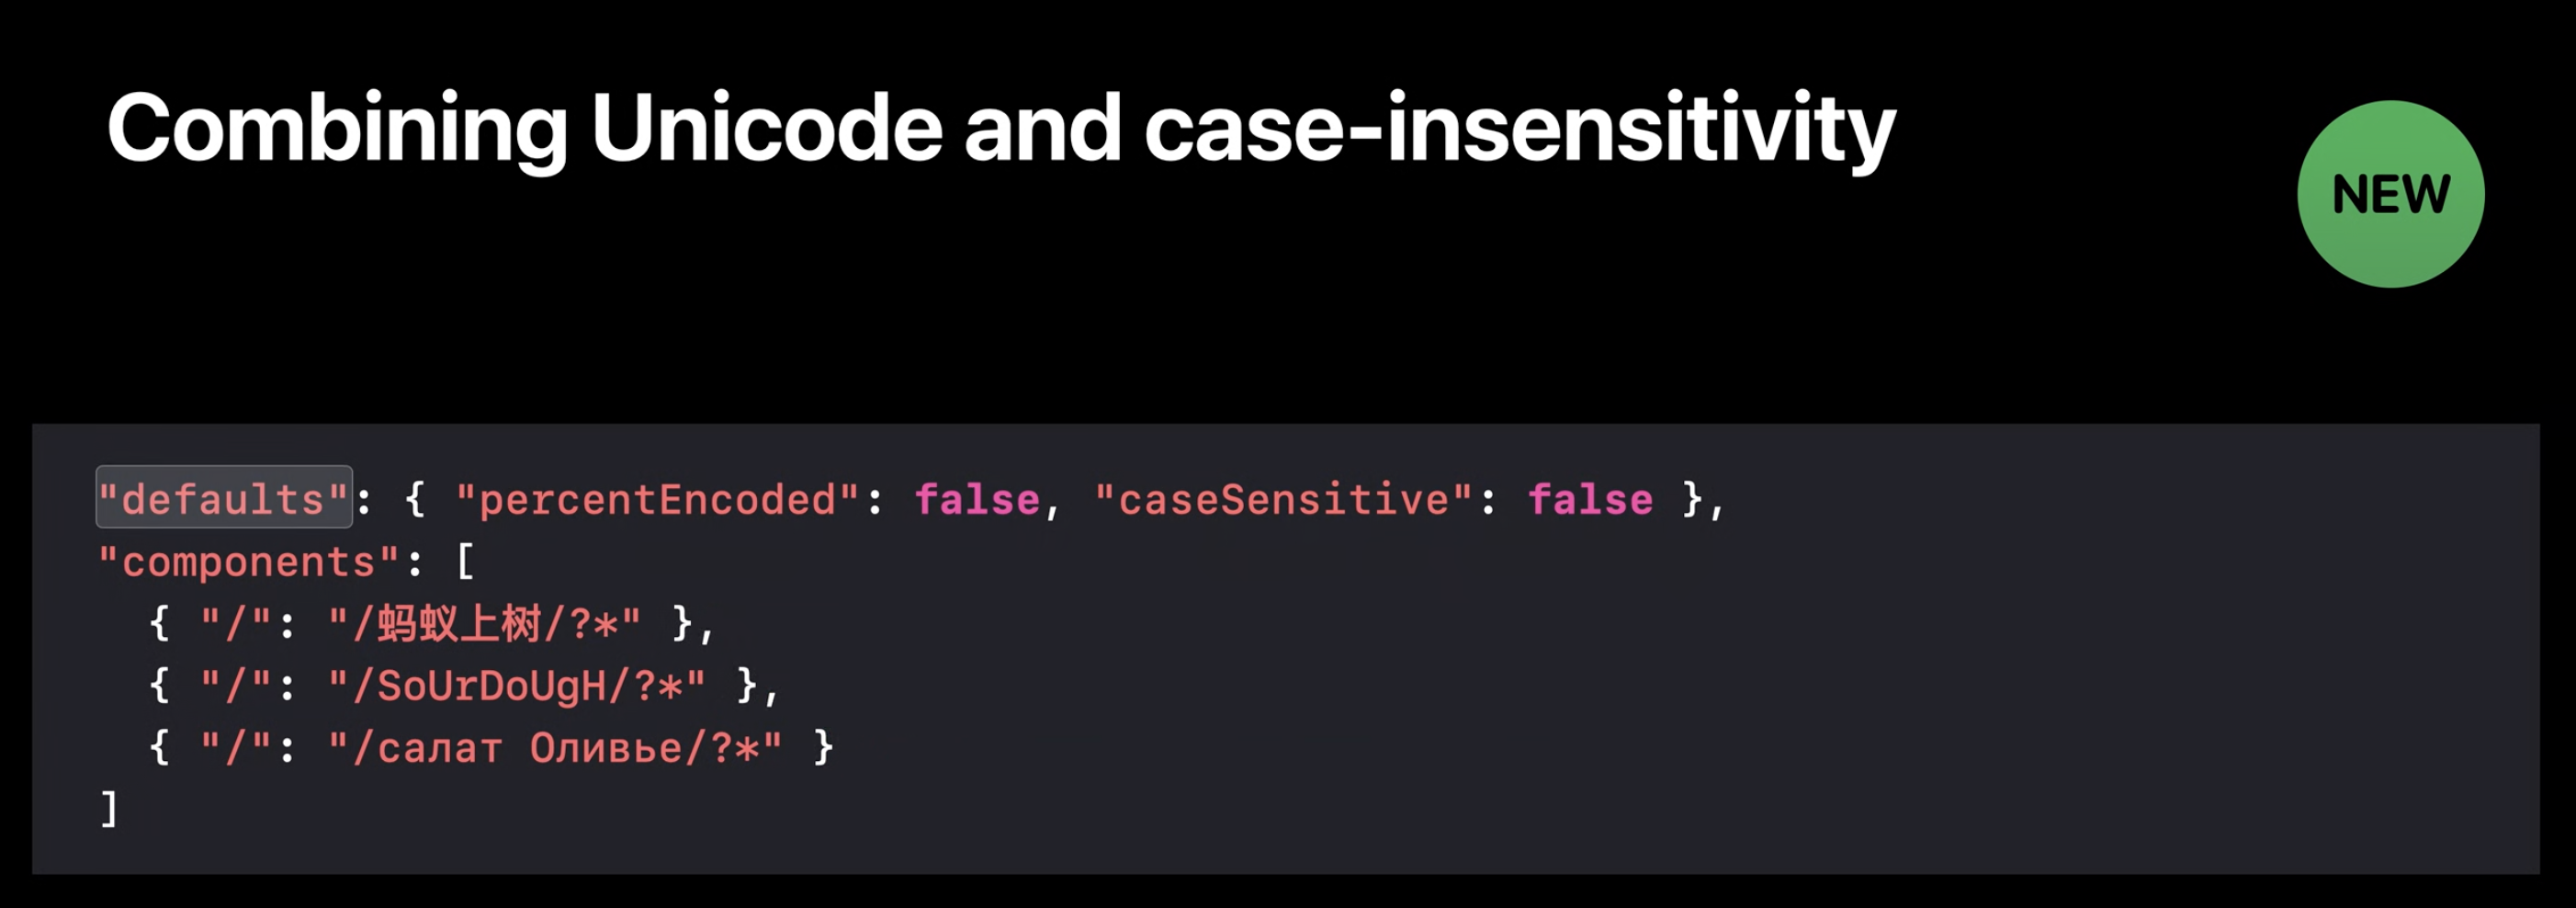 Combining Unicode and case-insensitivity
NEW
"defaults": { "percentEncoded": false, "caseSensitive": false },
"components": [
  { "/": "/蚂蚁上树/?*" },
  { "/": "/SoUrDoUgH/?*" },
  { "/": "/салат Оливье/?*" }
]